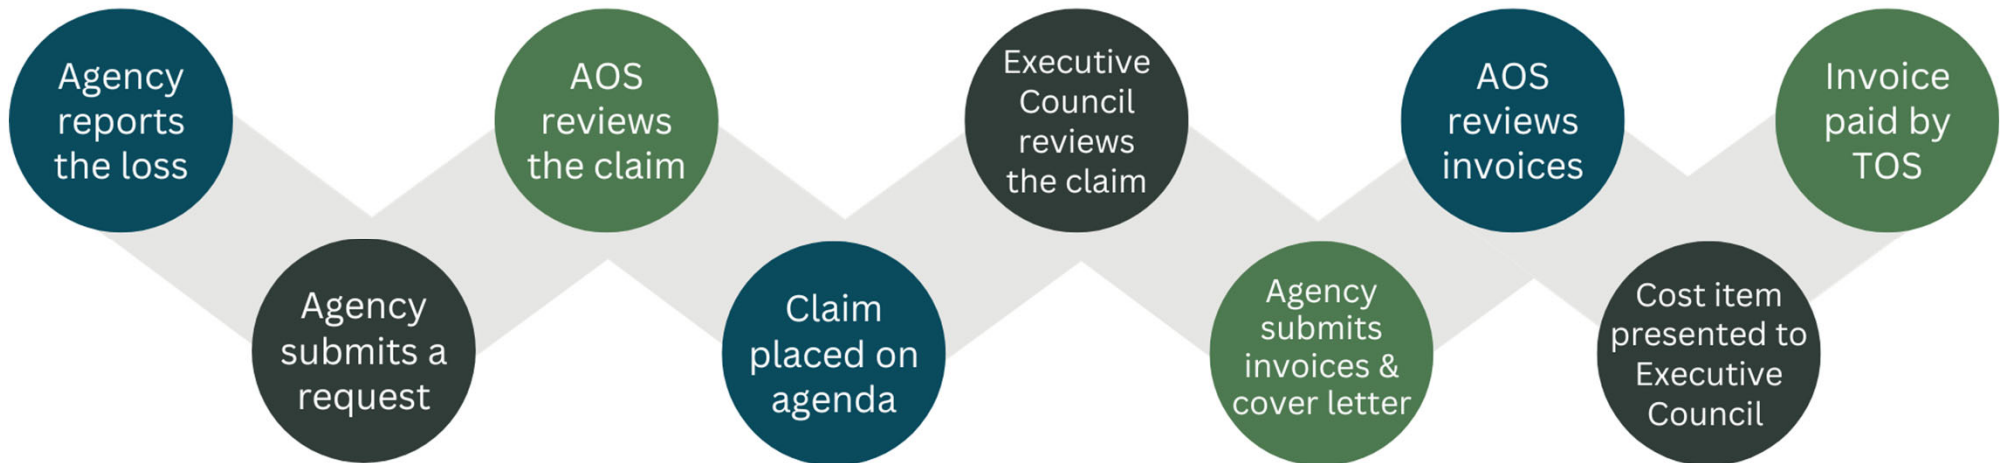 Agency
reports
the loss
Agency
submits a
request
AOS
reviews
the claim
Claim
placed on
agenda
Executive
Council
reviews
the claim
Agency
submits
invoices &
cover letter
AOS
reviews
invoices
Cost item
presented to
Executive
Council
Invoice
paid by
TOS